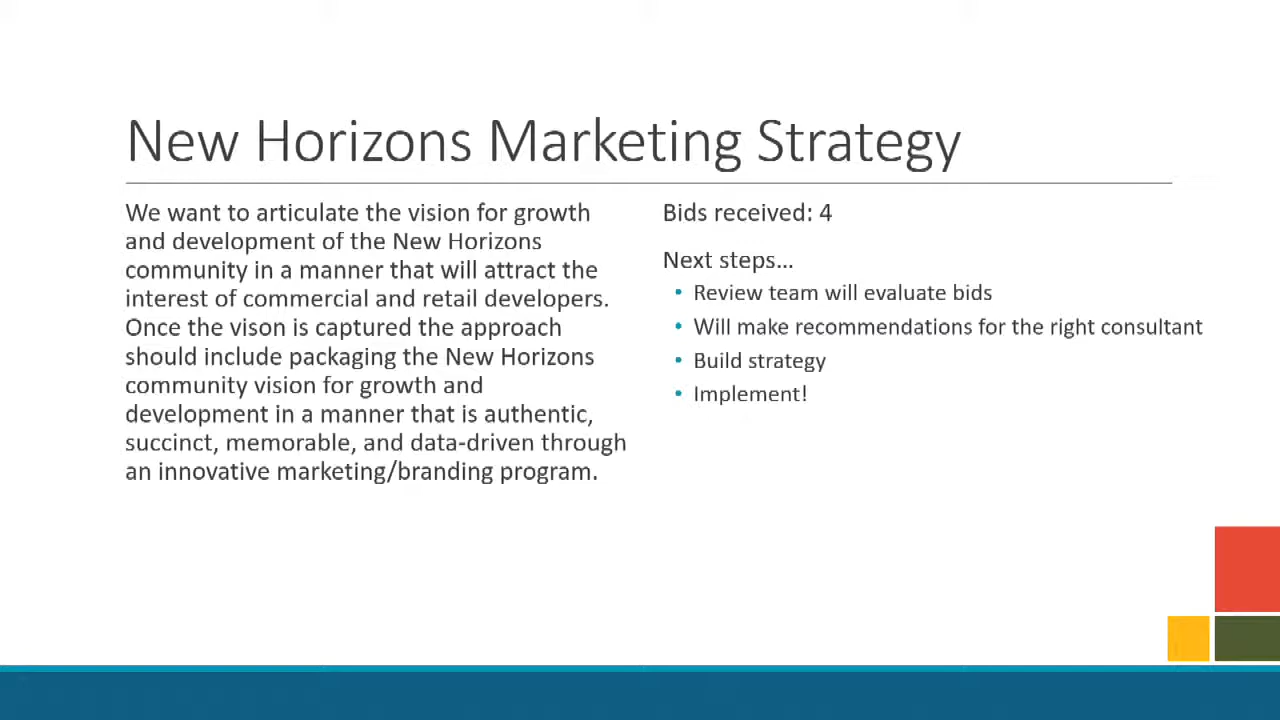 New Horizons Marketing Strategy
We want to articulate the vision for growth
and development of the New Horizons
community in a manner that will attract the
interest of commercial and retail developers.
Once the vison is captured the approach
should include packaging the New Horizons
community vision for growth and
development in a manner that is authentic,
succinct, memorable, and data-driven through
an innovative marketing/branding program.
Bids received: 4
Next steps…
• Review team will evaluate bids
• Will make recommendations for the right consultant
• Build strategy
• Implement!